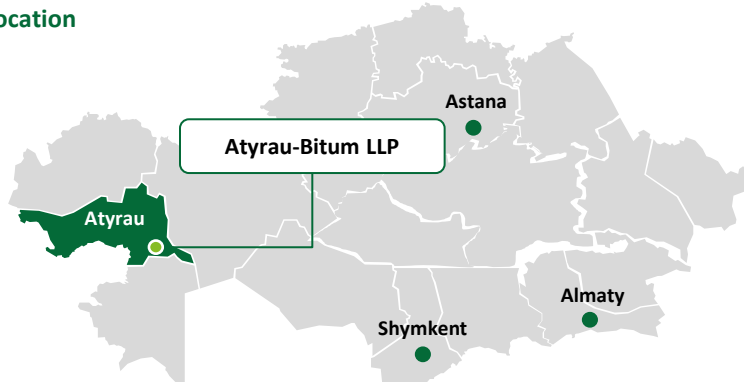 ocation
Astana
Atyrau-Bitum LLP
Atyrau
Almaty
Shymkent